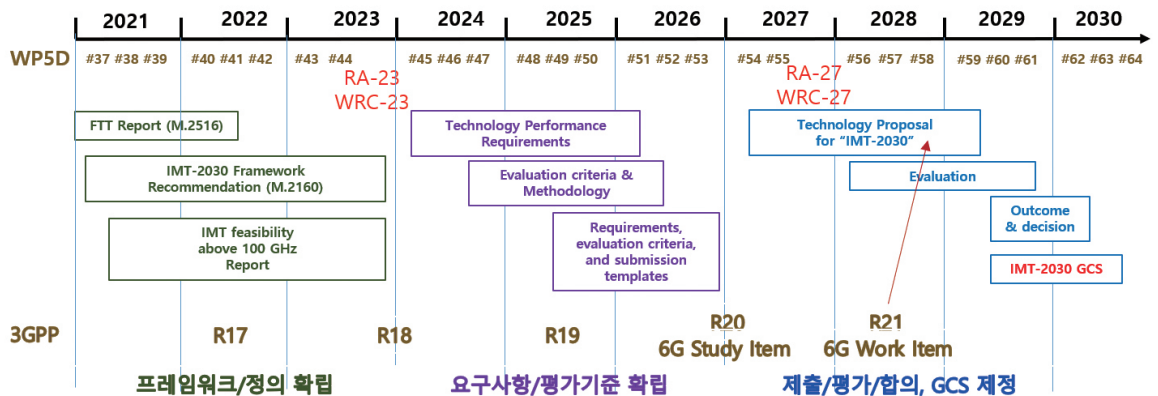 2021 2022 2023 2024 2025 2026 2027 2028 2029 2030
WP5D #37 #38 #39 #40 #41 #42 #43 #44 #45 #46 #47 #48 #49 #50 #51 #52 #53 #54 #55 #56 #57 #58 #59 #60 #61 #62 #63 #64
RA-23
WRC-23
RA-27
WRC-27
FTT Report (M.2516)
IMT-2030 Framework
Recommendation (M.2160)
IMT feasibility
above 100 GHz
Report
Technology Performance
Requirements
Evaluation criteria &
Methodology
Requirements,
evaluation criteria,
and submission
templates
Technology Proposal
for “IMT-2030”
Evaluation
Outcome
& decision
IMT-2030 GCS
3GPP R17 R18 R19
R20
6G Study Item
R21
6G Work Item
프레임워크/정의 확립
요구사항/평가기준 확립
제출/평가/합의, GCS 제정